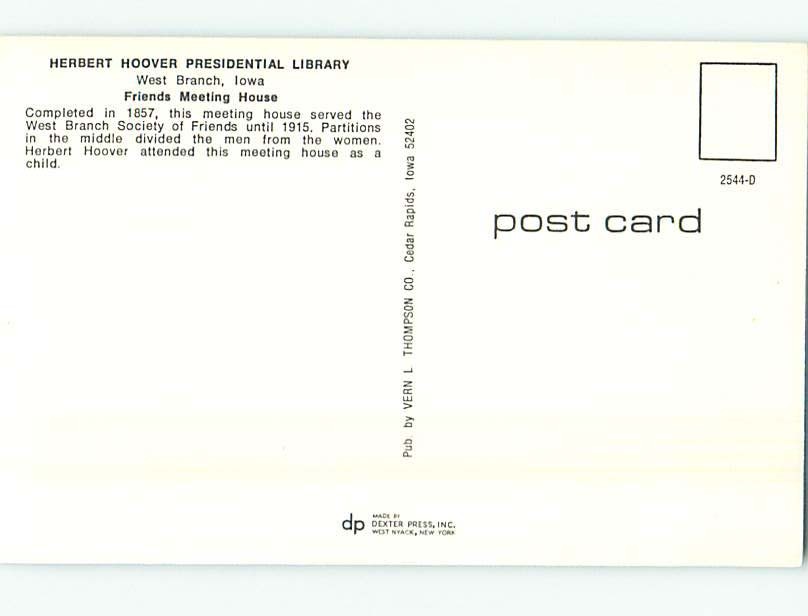 HERBERT HOOVER PRESIDENTIAL LIBRARY
West Branch, Iowa
Friends Meeting House
Completed in 1857, this meeting house served the
West Branch Society of Friends until 1915. Partitions
in the middle divided the men from the women.
Herbert Hoover attended this meeting house as a
child.
Pub. by VERN L THOMPSON CO., Cedar Rapids, Iowa 52402
2544-D
post card
dp
MADE BY
DEXTER PRESS, INC.
WEST NYACK, NEW YORK